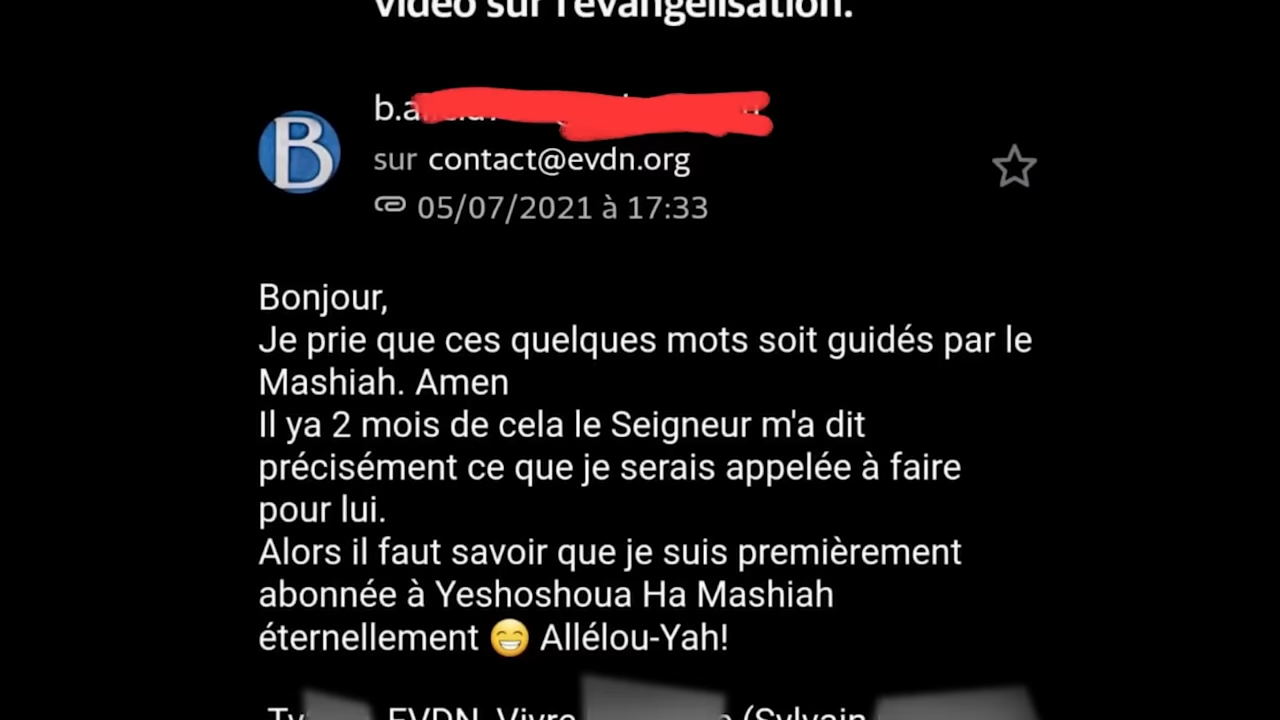 vidéo sur l'évangélisation.
b.a
B
sur contact@evdn.org
05/07/2021 à 17:33
Bonjour,
Je prie que ces quelques mots soit guidés par le
Mashiah. Amen
Il ya 2 mois de cela le Seigneur m'a dit
précisément ce que je serais appelée à faire
pour lui.
Alors il faut savoir que je suis premièrement
abonnée à Yeshoshoua Ha Mashiah
éternellement 😁 Allélou-Yah!
EVDN Vivre (Sylvain